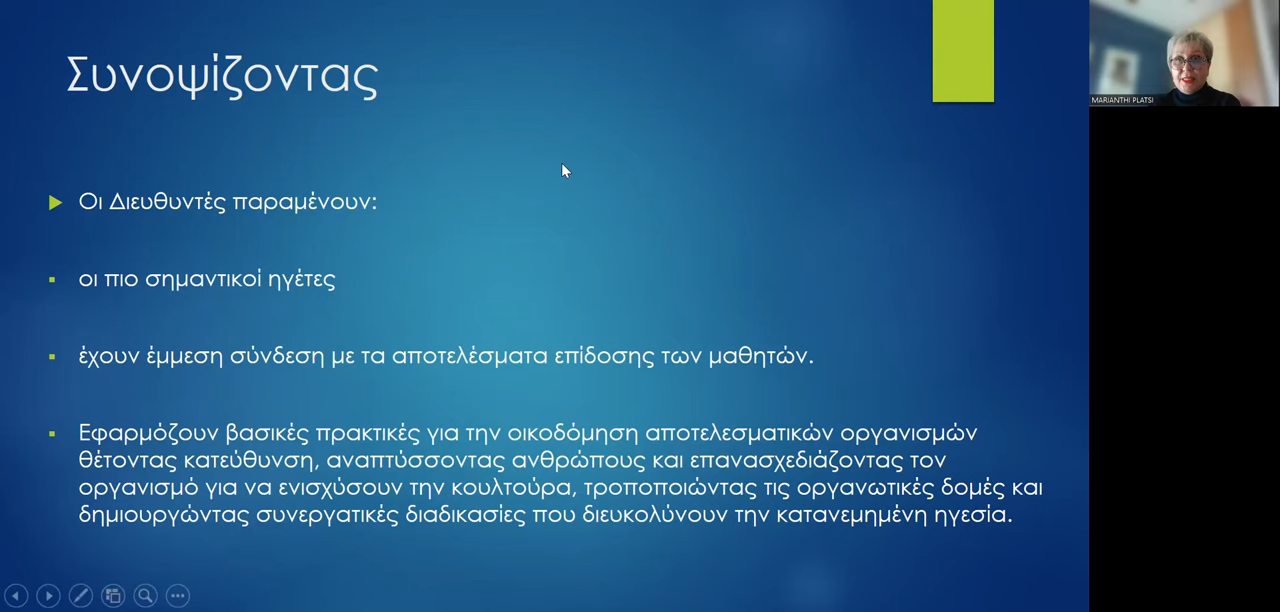 Συνοψίζοντας
Οι Διευθυντές παραμένουν:
οι πιο σημαντικοί ηγέτες
έχουν έμμεση σύνδεση με τα αποτελέσματα επίδοσης των μαθητών.
Εφαρμόζουν βασικές πρακτικές για την οικοδόμηση αποτελεσματικών οργανισμών
θέτοντας κατεύθυνση, αναπτύσσοντας ανθρώπους και επανασχεδιάζοντας τον
οργανισμό για να ενισχύσουν την κουλτούρα, τροποποιώντας τις οργανωτικές δομές και
δημιουργώντας συνεργατικές διαδικασίες που διευκολύνουν την κατανεμημένη ηγεσία.
MARIANTHI PLATSI